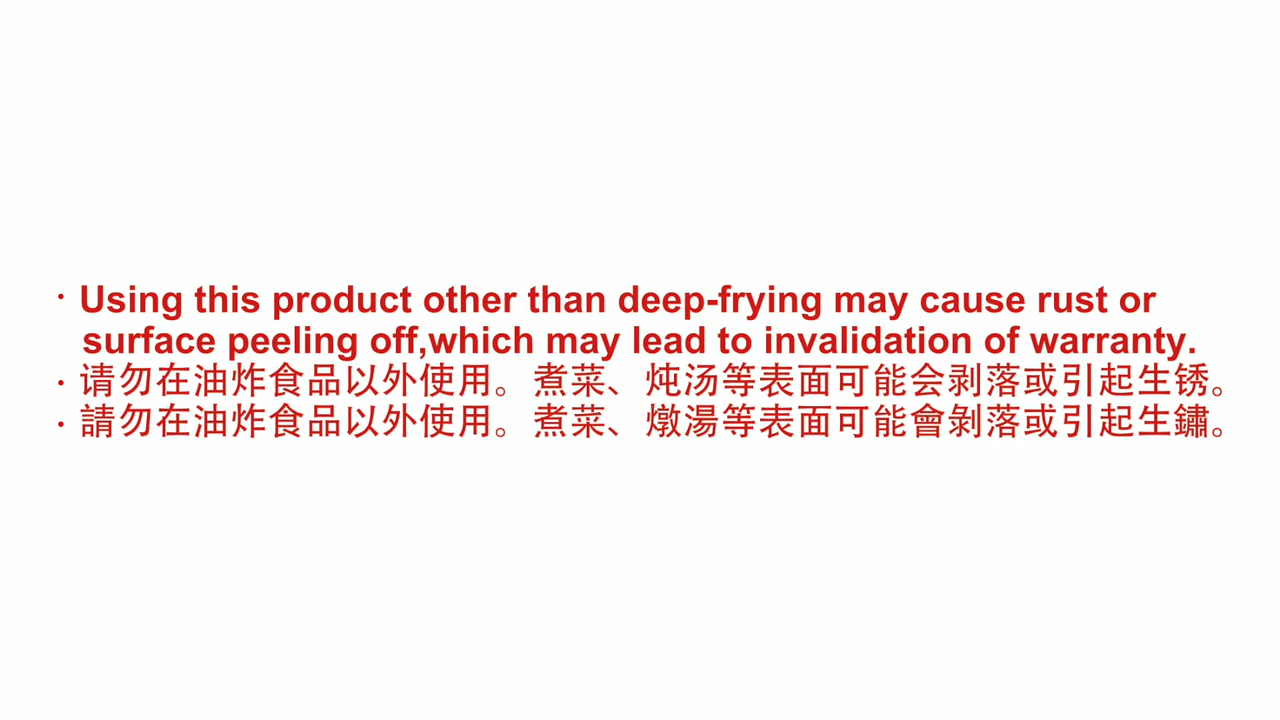 · Using this product other than deep-frying may cause rust or
surface peeling off,which may lead to invalidation of warranty.
· 请勿在油炸食品以外使用。煮菜、炖汤等表面可能会剥落或引起生锈。
· 請勿在油炸食品以外使用。煮菜、燉湯等表面可能會剝落或引起生鏽。